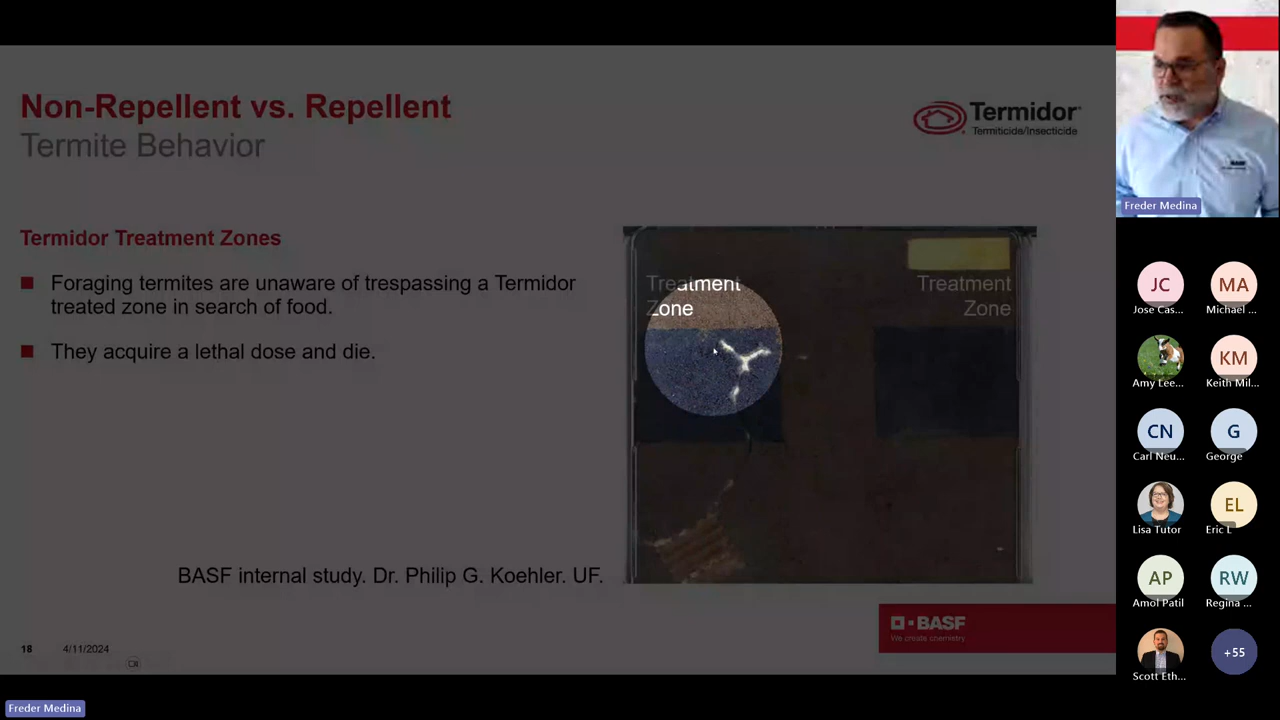 Non-Repellent vs. Repellent
Termite Behavior
Termidor
Termiticide/Insecticide
Termidor Treatment Zones
Foraging termites are unaware of trespassing a Termidor
treated zone in search of food.
They acquire a lethal dose and die.
Treatment
Zone
Treatment
Zone
BASF internal study. Dr. Philip G. Koehler. UF.
BASF
We create chemistry
18
4/11/2024
Freder Medina
BASF
Freder Medina
JC
Jose Cas...
MA
Michael ...
Amy Lee...
KM
Keith Mil...
CN
Carl Neu...
G
George
Lisa Tutor
EL
Eric L
AP
Amol Patil
RW
Regina ...
Scott Eth...
+55